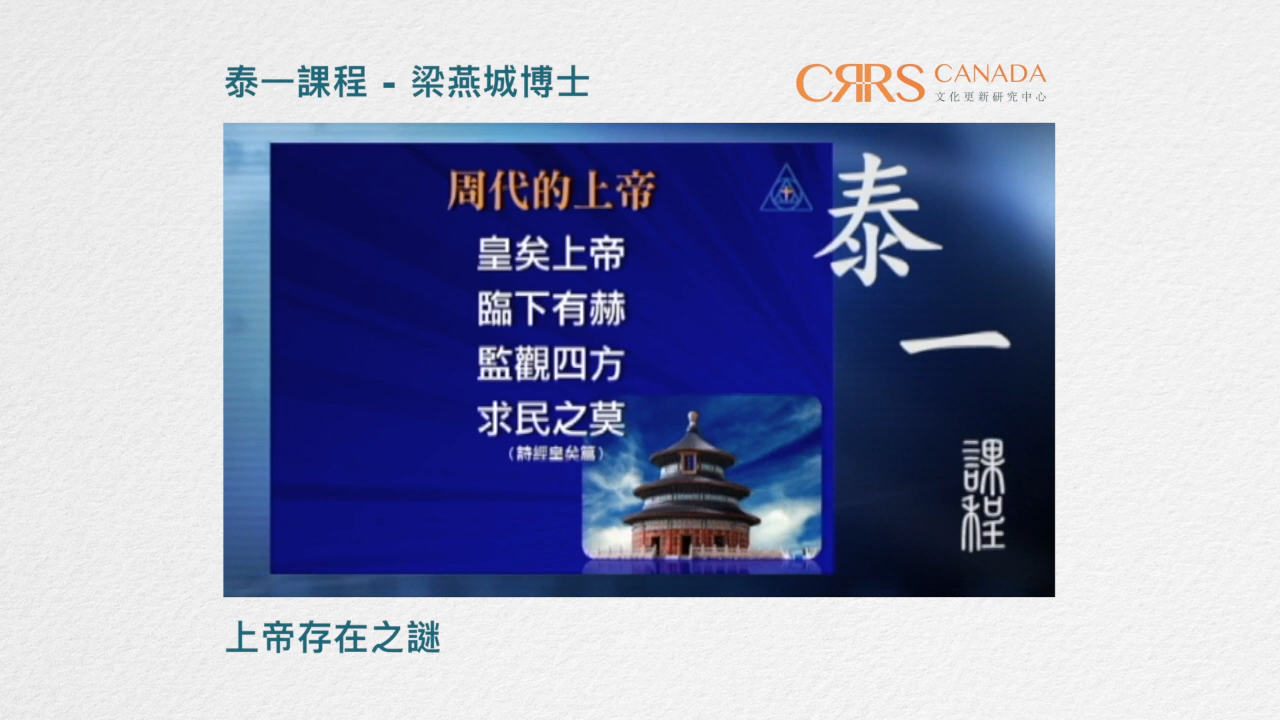 泰一課程 - 梁燕城博士
CRRS CANADA
文化更新研究中心
周代的上帝
皇矣上帝
臨下有赫
監觀四方
求民之莫
（詩經皇矣篇）
泰一
課程
上帝存在之謎